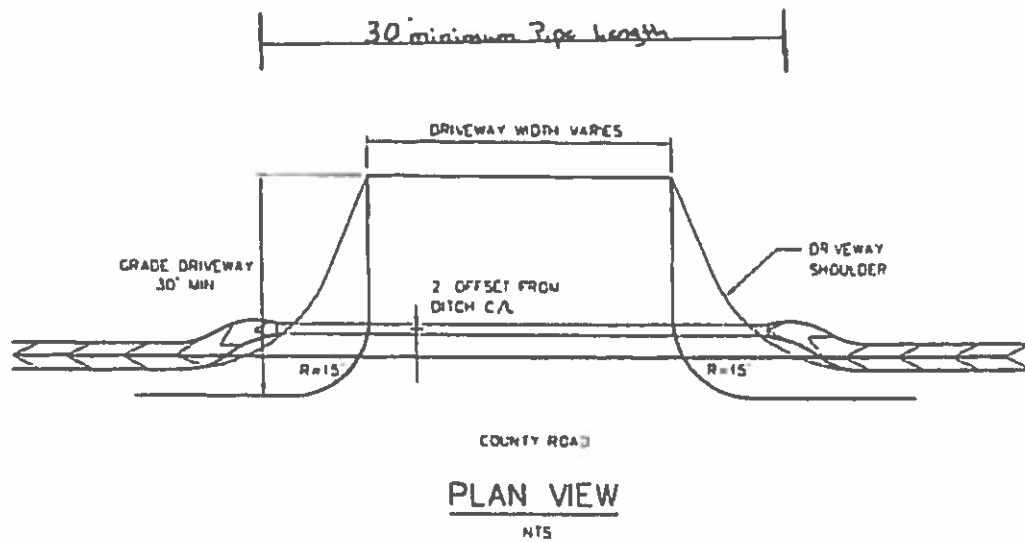 30' minimum Pipe Length
DRIVEWAY WIDTH VARIES
GRADE DRIVEWAY
30' MIN
2' OFFSET FROM
DITCH C/L
DRIVEWAY
SHOULDER
R=15'
R=15'
COUNTY ROAD
PLAN VIEW
NTS